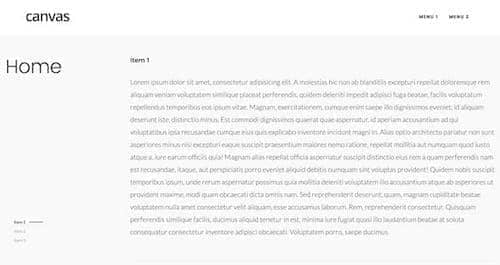 canvas
MENU 1 MENU 2
Home
Item 1
Lorem ipsum dolor sit amet, consectetur adipisicing elit. A molestias hic non ab blanditiis excepturi repellat doloremque rem
aliquam veniam voluptatem similique placeat perferendis, quidem deleniti impedit adipisci fuga beatae, facilis voluptatum
repellendus temporibus eos ipsum vitae. Magnam, exercitationem, cumque enim saepe illo dignissimos eveniet, id aliquam
deserunt iste, distinctio minus. Est commodi dignissimos quaerat quae aspernatur, id aperiam accusantium ad qui
voluptatibus ipsa recusandae cumque eius quis explicabo inventore incidunt magni in. Alias optio architecto pariatur non sunt
asperiores minus nisi excepturi eaque suscipit praesentium maiores nemo ratione, repellat mollitia aut numquam quod iusto
atque a, iure earum officiis quia! Magnam alias repellat officia aspernatur suscipit distinctio eius rem a quam perferendis nam
est recusandae, itaque, aut perspiciatis porro eveniet aliquid debitis numquam sint voluptas provident! Quidem nobis suscipit
temporibus ipsum, unde rerum aspernatur possimus quia mollitia deleniti voluptatem illo accusantium atque ab asperiores ut
provident maxime, modi quam obcaecati dicta omnis nam. Sunt, nihil reprehenderit deserunt, quam, magnam cupiditate beatae
voluptatem nulla amet consectetur velit aliquam, esse accusamus laborum. Rem, reprehenderit consectetur. Quisquam
perferendis similique facilis, ducimus aliquid tenetur in est, minima iure fugiat quasi illo laudantium beatae at soluta
consequatur consectetur inventore adipisci obcaecati. Voluptatem porro, saepe ducimus.
Item 1
Item 2
Item 3